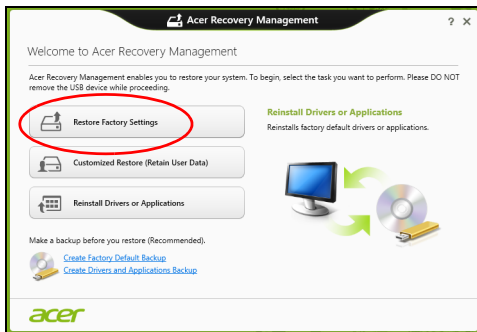 Acer Recovery Management
? X
Welcome to Acer Recovery Management
Acer Recovery Management enables you to restore your system. To begin, select the task you want to perform. Please DO NOT
remove the USB device while proceeding.
Restore Factory Settings
Reinstall Drivers or Applications
Reinstalls factory default drivers or applications.
Customized Restore (Retain User Data)
Reinstall Drivers or Applications
Make a backup before you restore (Recommended).
Create Factory Default Backup
Create Drivers and Applications Backup
acer